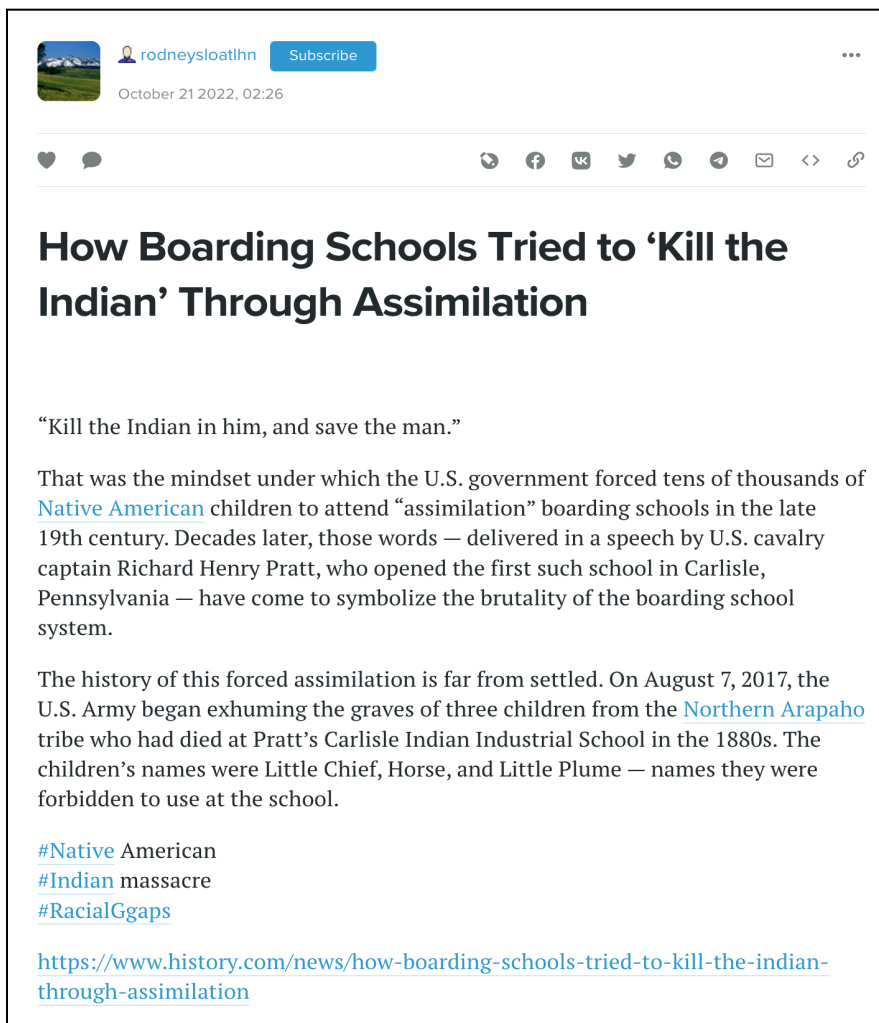 rodneysloatlhn Subscribe
October 21 2022, 02:26
How Boarding Schools Tried to ‘Kill the
Indian’ Through Assimilation
“Kill the Indian in him, and save the man.”
That was the mindset under which the U.S. government forced tens of thousands of
Native American children to attend “assimilation” boarding schools in the late
19th century. Decades later, those words — delivered in a speech by U.S. cavalry
captain Richard Henry Pratt, who opened the first such school in Carlisle,
Pennsylvania — have come to symbolize the brutality of the boarding school
system.
The history of this forced assimilation is far from settled. On August 7, 2017, the
U.S. Army began exhuming the graves of three children from the Northern Arapaho
tribe who had died at Pratt’s Carlisle Indian Industrial School in the 1880s. The
children’s names were Little Chief, Horse, and Little Plume — names they were
forbidden to use at the school.
#Native American
#Indian massacre
#RacialGgaps
https://www.history.com/news/how-boarding-schools-tried-to-kill-the-indian-
through-assimilation